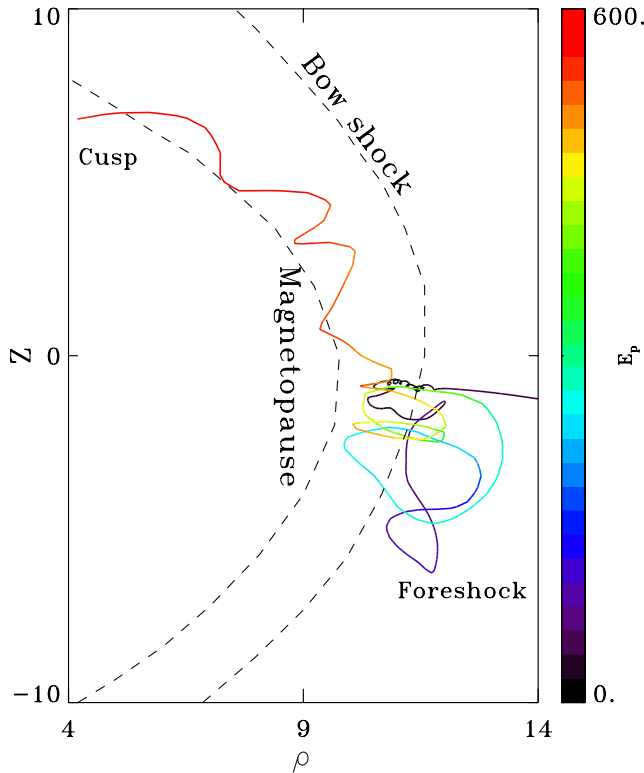 10
600.
Bow shock
Cusp
Magnetopause
Z
0
E_p
Foreshock
−10
0.
4
9
14
ρ